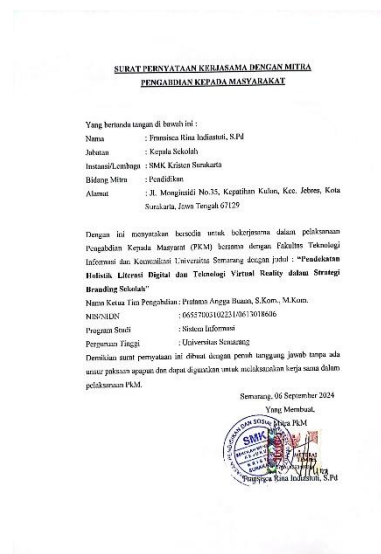 SURAT PERNYATAAN KERJASAMA DENGAN MITRA
PENGABDIAN KEPADA MASYARAKAT
Yang bertanda tangan di bawah ini :
Nama : Fransisca Rina Indiastuti, S.Pd
Jabatan : Kepala Sekolah
Instansi/Lembaga : SMK Kristen Surakarta
Bidang Mitra : Pendidikan
Alamat : Jl. Monginsidi No.35, Kepatihan Kulon, Kec. Jebres, Kota
Surakarta, Jawa Tengah 67129
Dengan ini menyatakan bersedia untuk bekerjasama dalam pelaksanaan
Pengabdian Kepada Masyarat (PKM) bersama dengan Fakultas Teknologi
Informasi dan Komunikasi Universitas Semarang dengan judul : "Pendekatan
Holistik Literasi Digital dan Teknologi Virtual Reality dalam Strategi
Branding Sekolah"
Nama Ketua Tim Pengabdian : Pratama Angga Buana, S.Kom., M.Kom.
NIS/NIDN : 06557003102231/0613018606
Program Studi : Sistem Informasi
Perguruan Tinggi : Universitas Semarang
Demikian surat pernyataan ini dibuat dengan penuh tanggung jawab tanpa ada
unsur paksaan apapun dan dapat digunakan untuk melaksanakan kerja sama dalam
pelaksanaan PkM.
Semarang, 06 September 2024
Yang Membuat,
Mitra PkM
SMK
Fransisca Rina Indiastuti, S.Pd